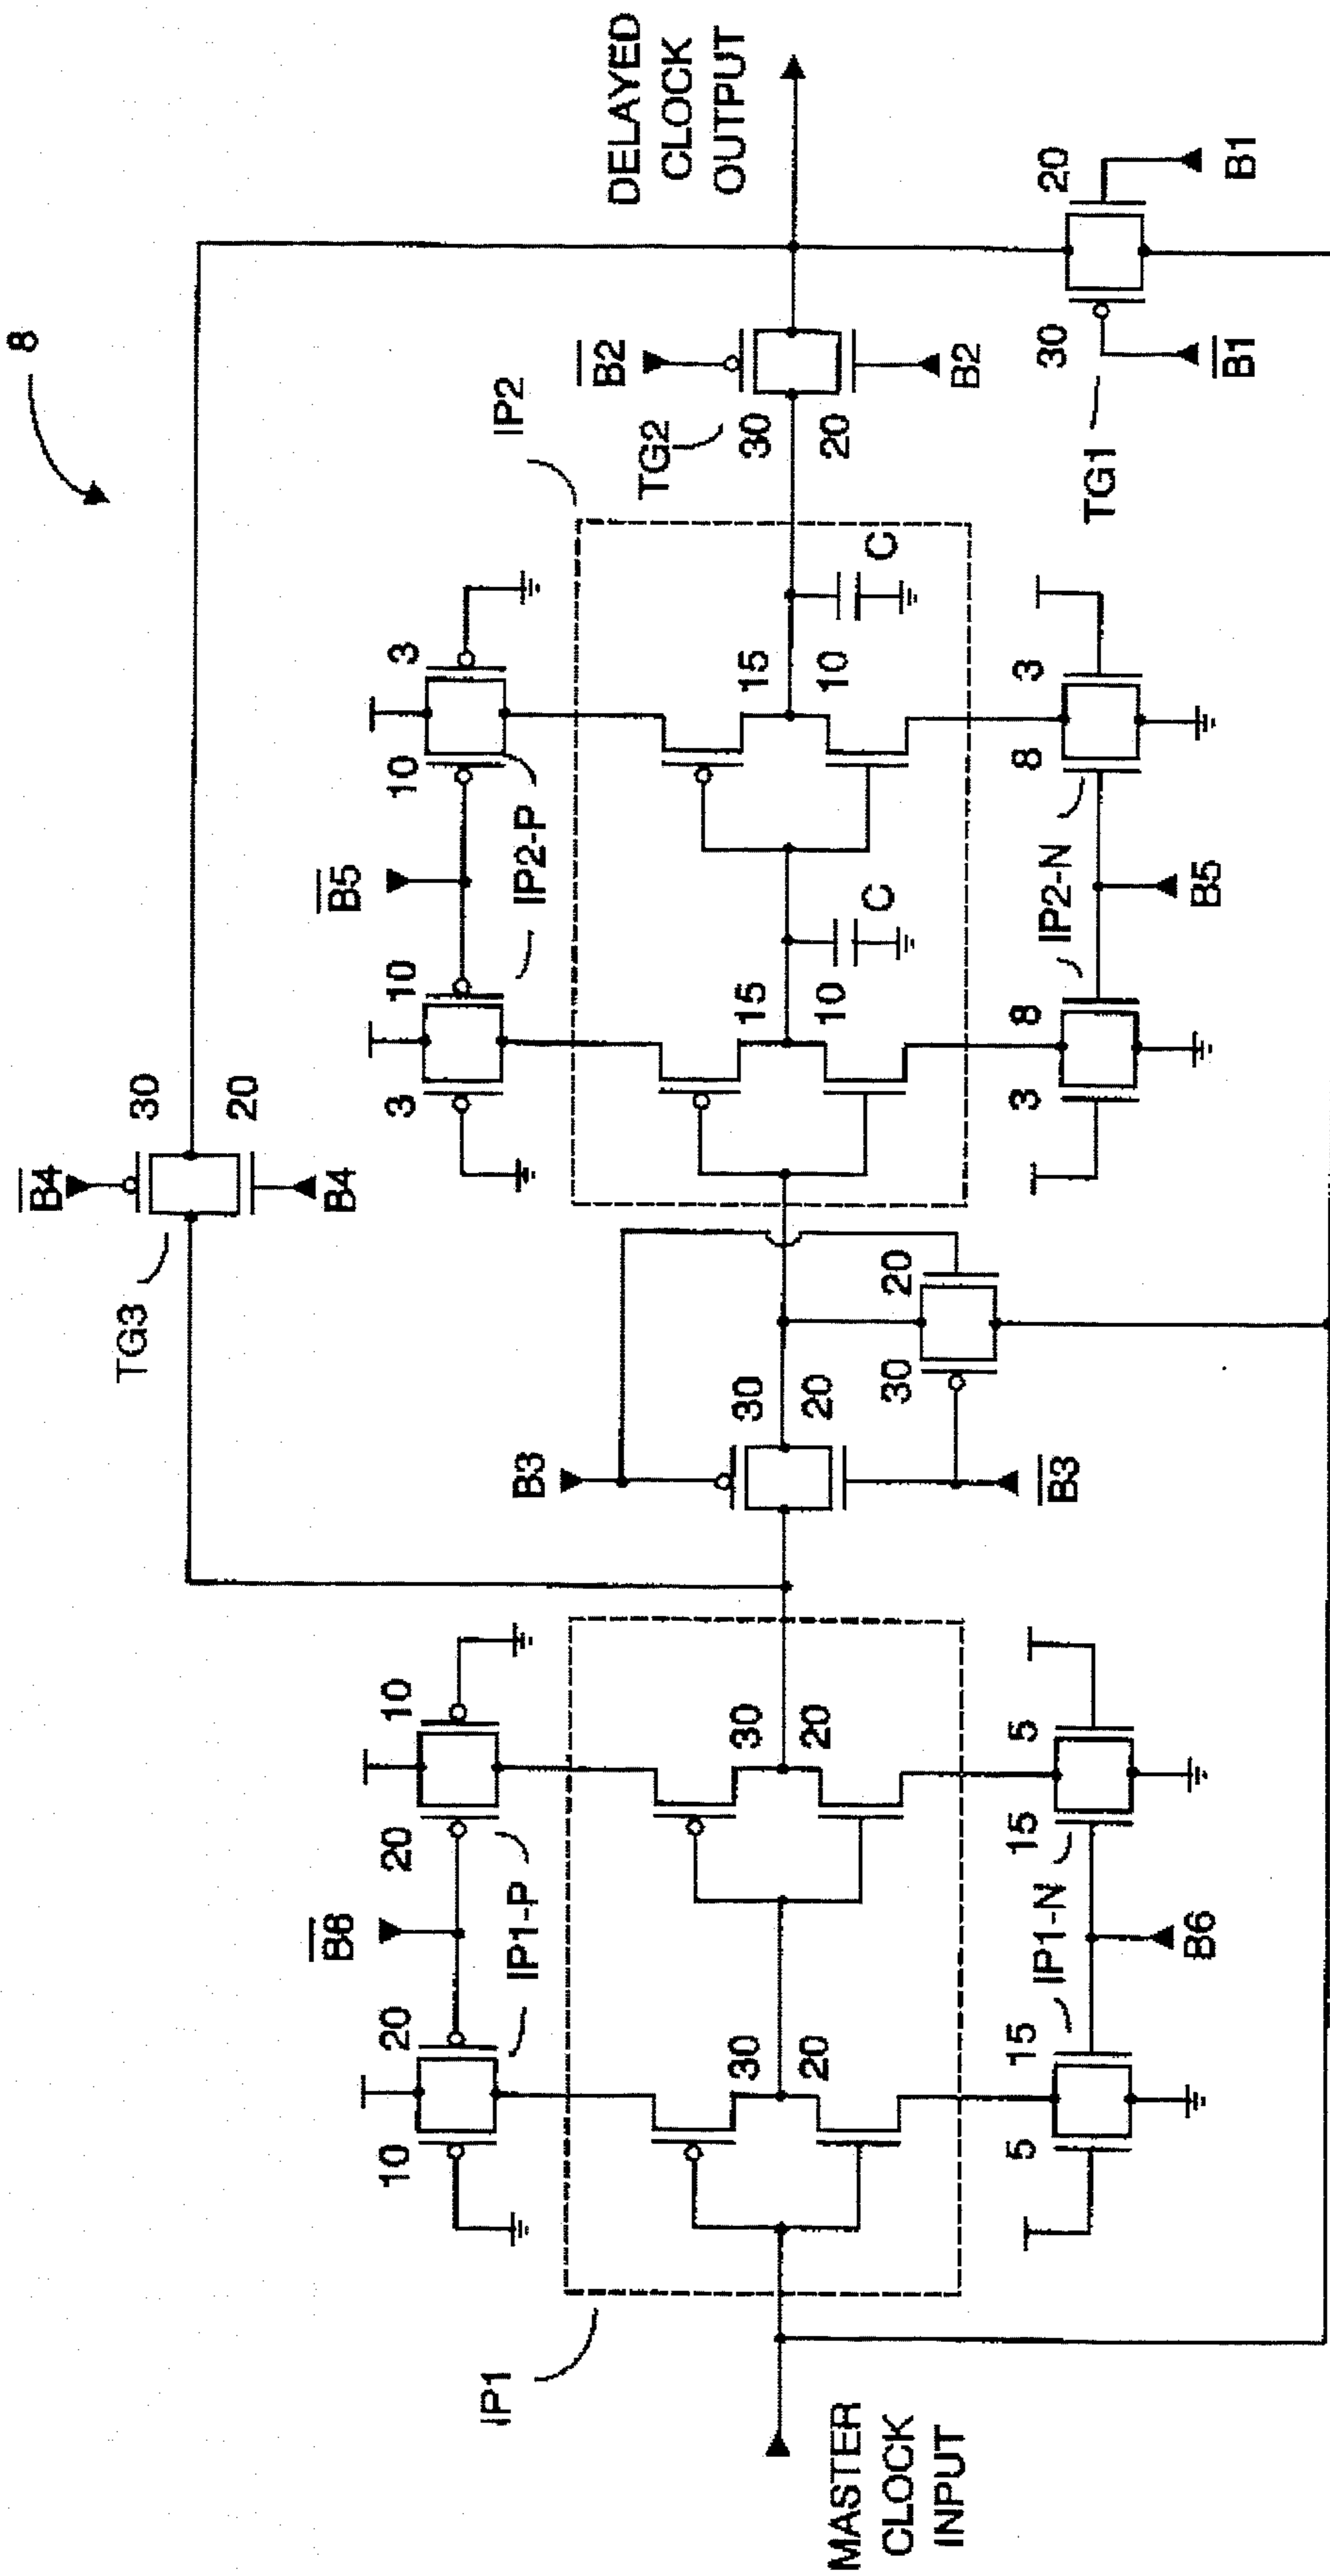 8
B4
30
20
B4
TG3
B6
10
20
20
10
IP1-P
B5
3
10
10
3
IP2-P
IP1
IP2
30
20
30
20
B3
30
20
30
20
B3
15
10
C
15
10
C
B2
TG2
30
20
B2
DELAYED
CLOCK
OUTPUT
MASTER
CLOCK
INPUT
5
15
15
5
IP1-N
B6
3
8
8
3
IP2-N
B5
30
20
TG1
B1
B1